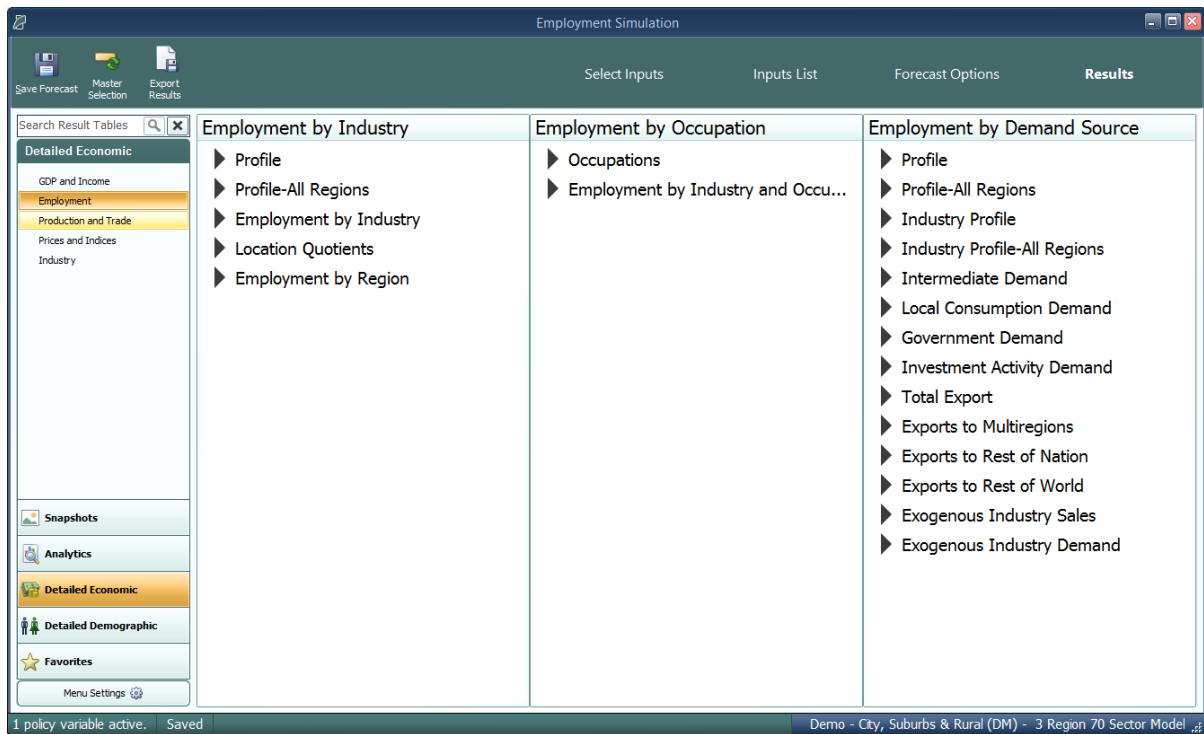 Employment Simulation
Save Forecast
Master
Selection
Export
Results
Select Inputs
Inputs List
Forecast Options
Results
Search Result Tables
Detailed Economic
GDP and Income
Employment
Production and Trade
Prices and Indices
Industry
Snapshots
Analytics
Detailed Economic
Detailed Demographic
Favorites
Menu Settings
Employment by Industry
Profile
Profile-All Regions
Employment by Industry
Location Quotients
Employment by Region
Employment by Occupation
Occupations
Employment by Industry and Occu...
Employment by Demand Source
Profile
Profile-All Regions
Industry Profile
Industry Profile-All Regions
Intermediate Demand
Local Consumption Demand
Government Demand
Investment Activity Demand
Total Export
Exports to Multiregions
Exports to Rest of Nation
Exports to Rest of World
Exogenous Industry Sales
Exogenous Industry Demand
1 policy variable active.
Saved
Demo - City, Suburbs & Rural (DM) - 3 Region 70 Sector Model